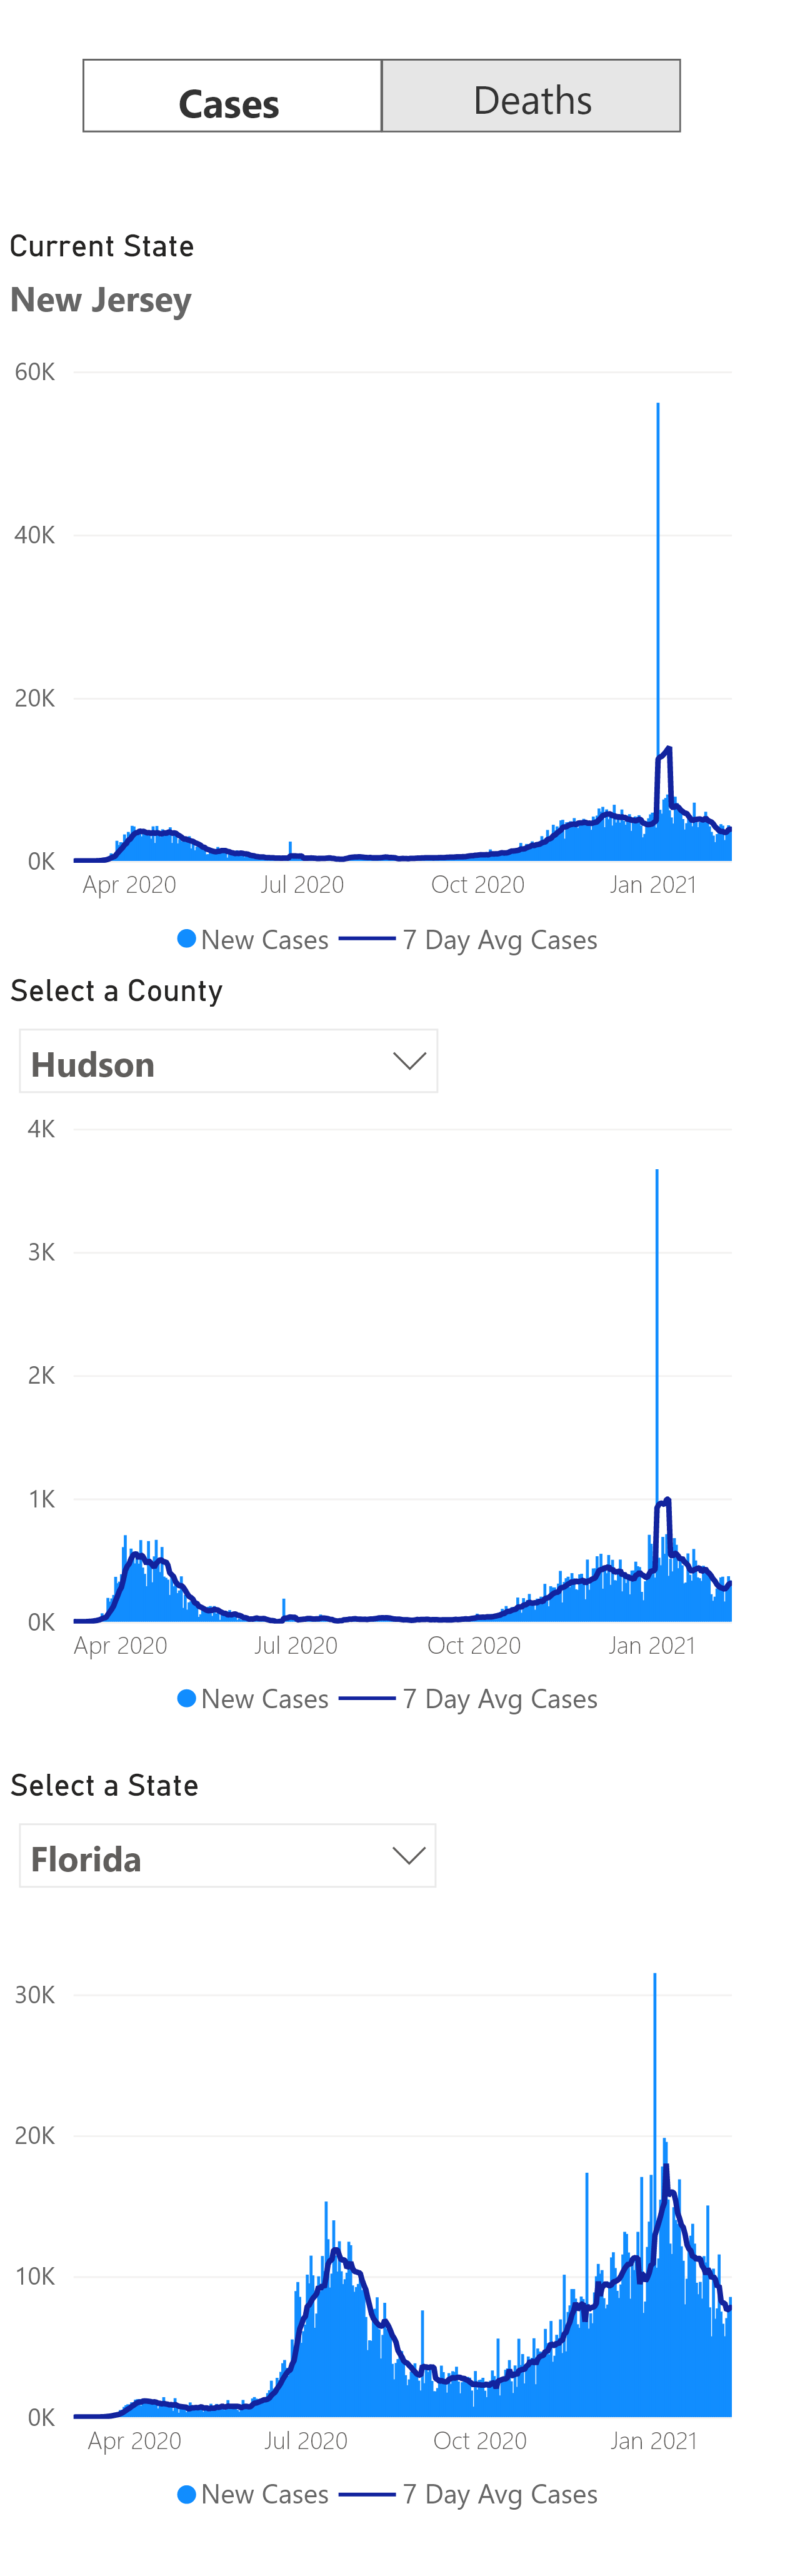 Cases Deaths
Current State
New Jersey
60K
40K
20K
0K
Apr 2020 Jul 2020 Oct 2020 Jan 2021
New Cases 7 Day Avg Cases
Select a County
Hudson
4K
3K
2K
1K
0K
Apr 2020 Jul 2020 Oct 2020 Jan 2021
New Cases 7 Day Avg Cases
Select a State
Florida
30K
20K
10K
0K
Apr 2020 Jul 2020 Oct 2020 Jan 2021
New Cases 7 Day Avg Cases